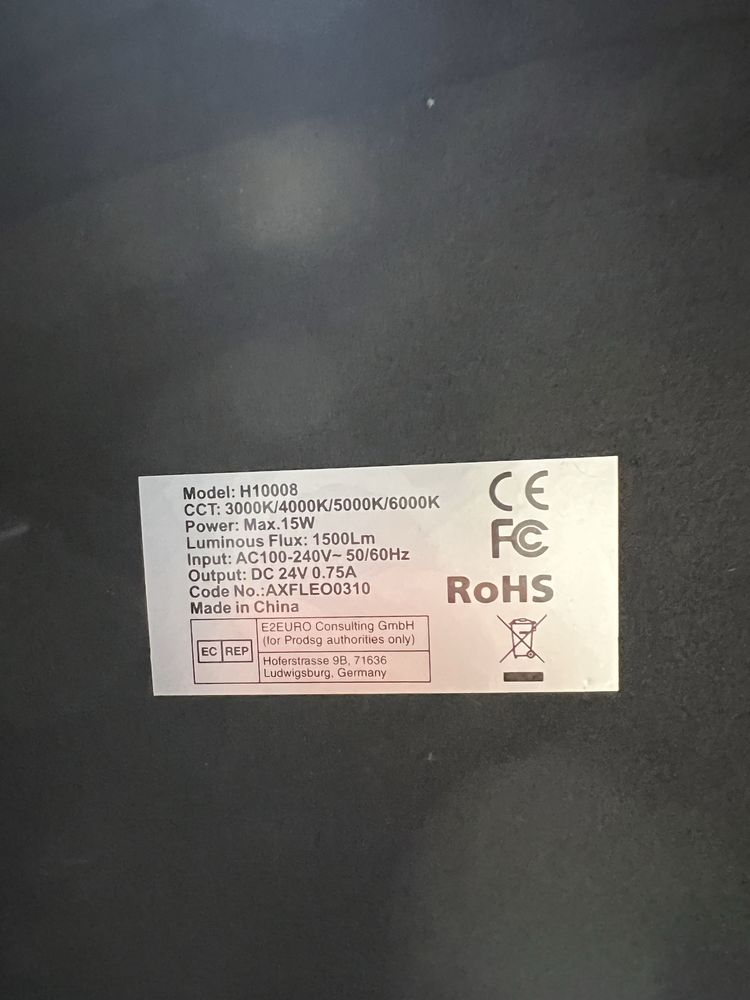 Model: H10008
CCT: 3000K/4000K/5000K/6000K
Power: Max.15W
Luminous Flux: 1500Lm
Input: AC100-240V~ 50/60Hz
Output: DC 24V 0.75A
Code No.:AXFLEO0310
Made in China
EC REP
E2EURO Consulting GmbH
(for Prodsg authorities only)
Hoferstrasse 9B, 71636
Ludwigsburg, Germany
CE
FC
RoHS